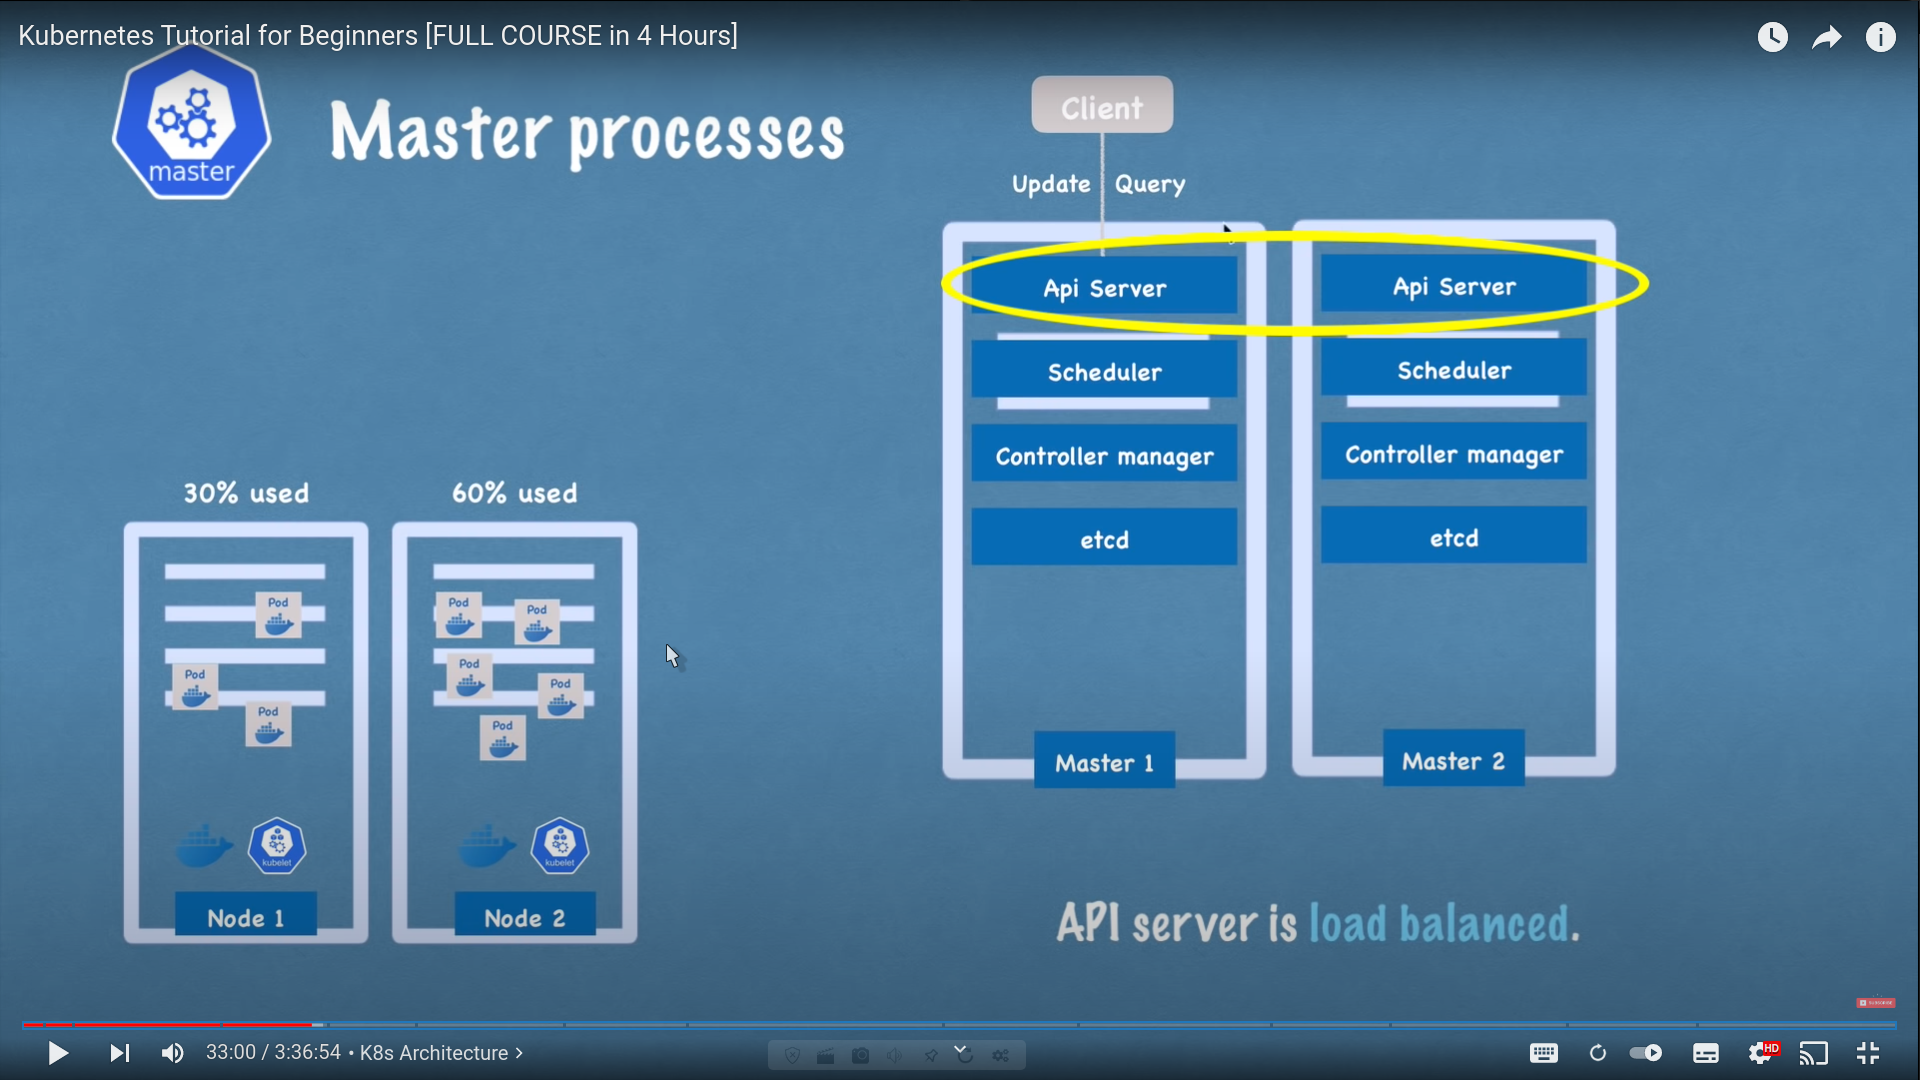 Kubernetes Tutorial for Beginners [FULL COURSE in 4 Hours]
master
Master processes
Client
Update Query
Api Server
Scheduler
Controller manager
etcd
Master 1
Api Server
Scheduler
Controller manager
etcd
Master 2
30% used
Pod
Pod
Pod
kubelet
Node 1
60% used
Pod
Pod
Pod
Pod
Pod
kubelet
Node 2
API server is load balanced.
SUBSCRIBE
33:00 / 3:36:54 • K8s Architecture
HD